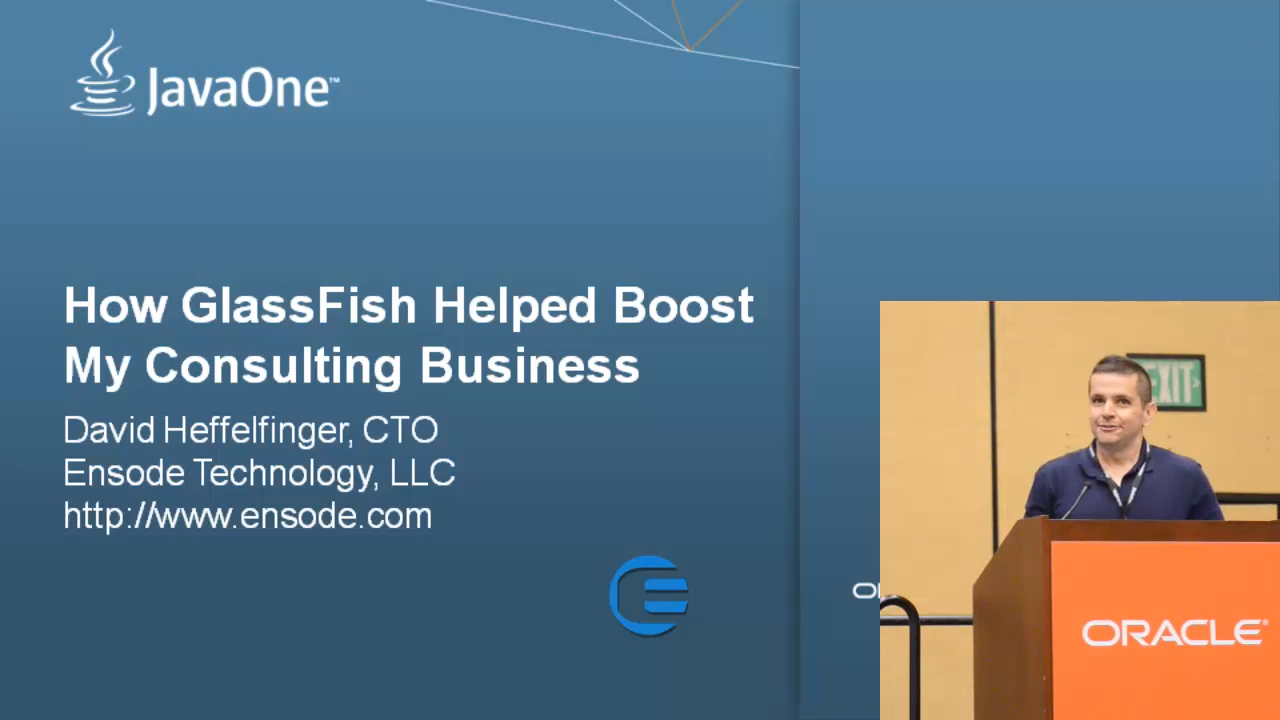 JavaOne™
How GlassFish Helped Boost
My Consulting Business
David Heffelfinger, CTO
Ensode Technology, LLC
http://www.ensode.com
EXIT
ORACLE®